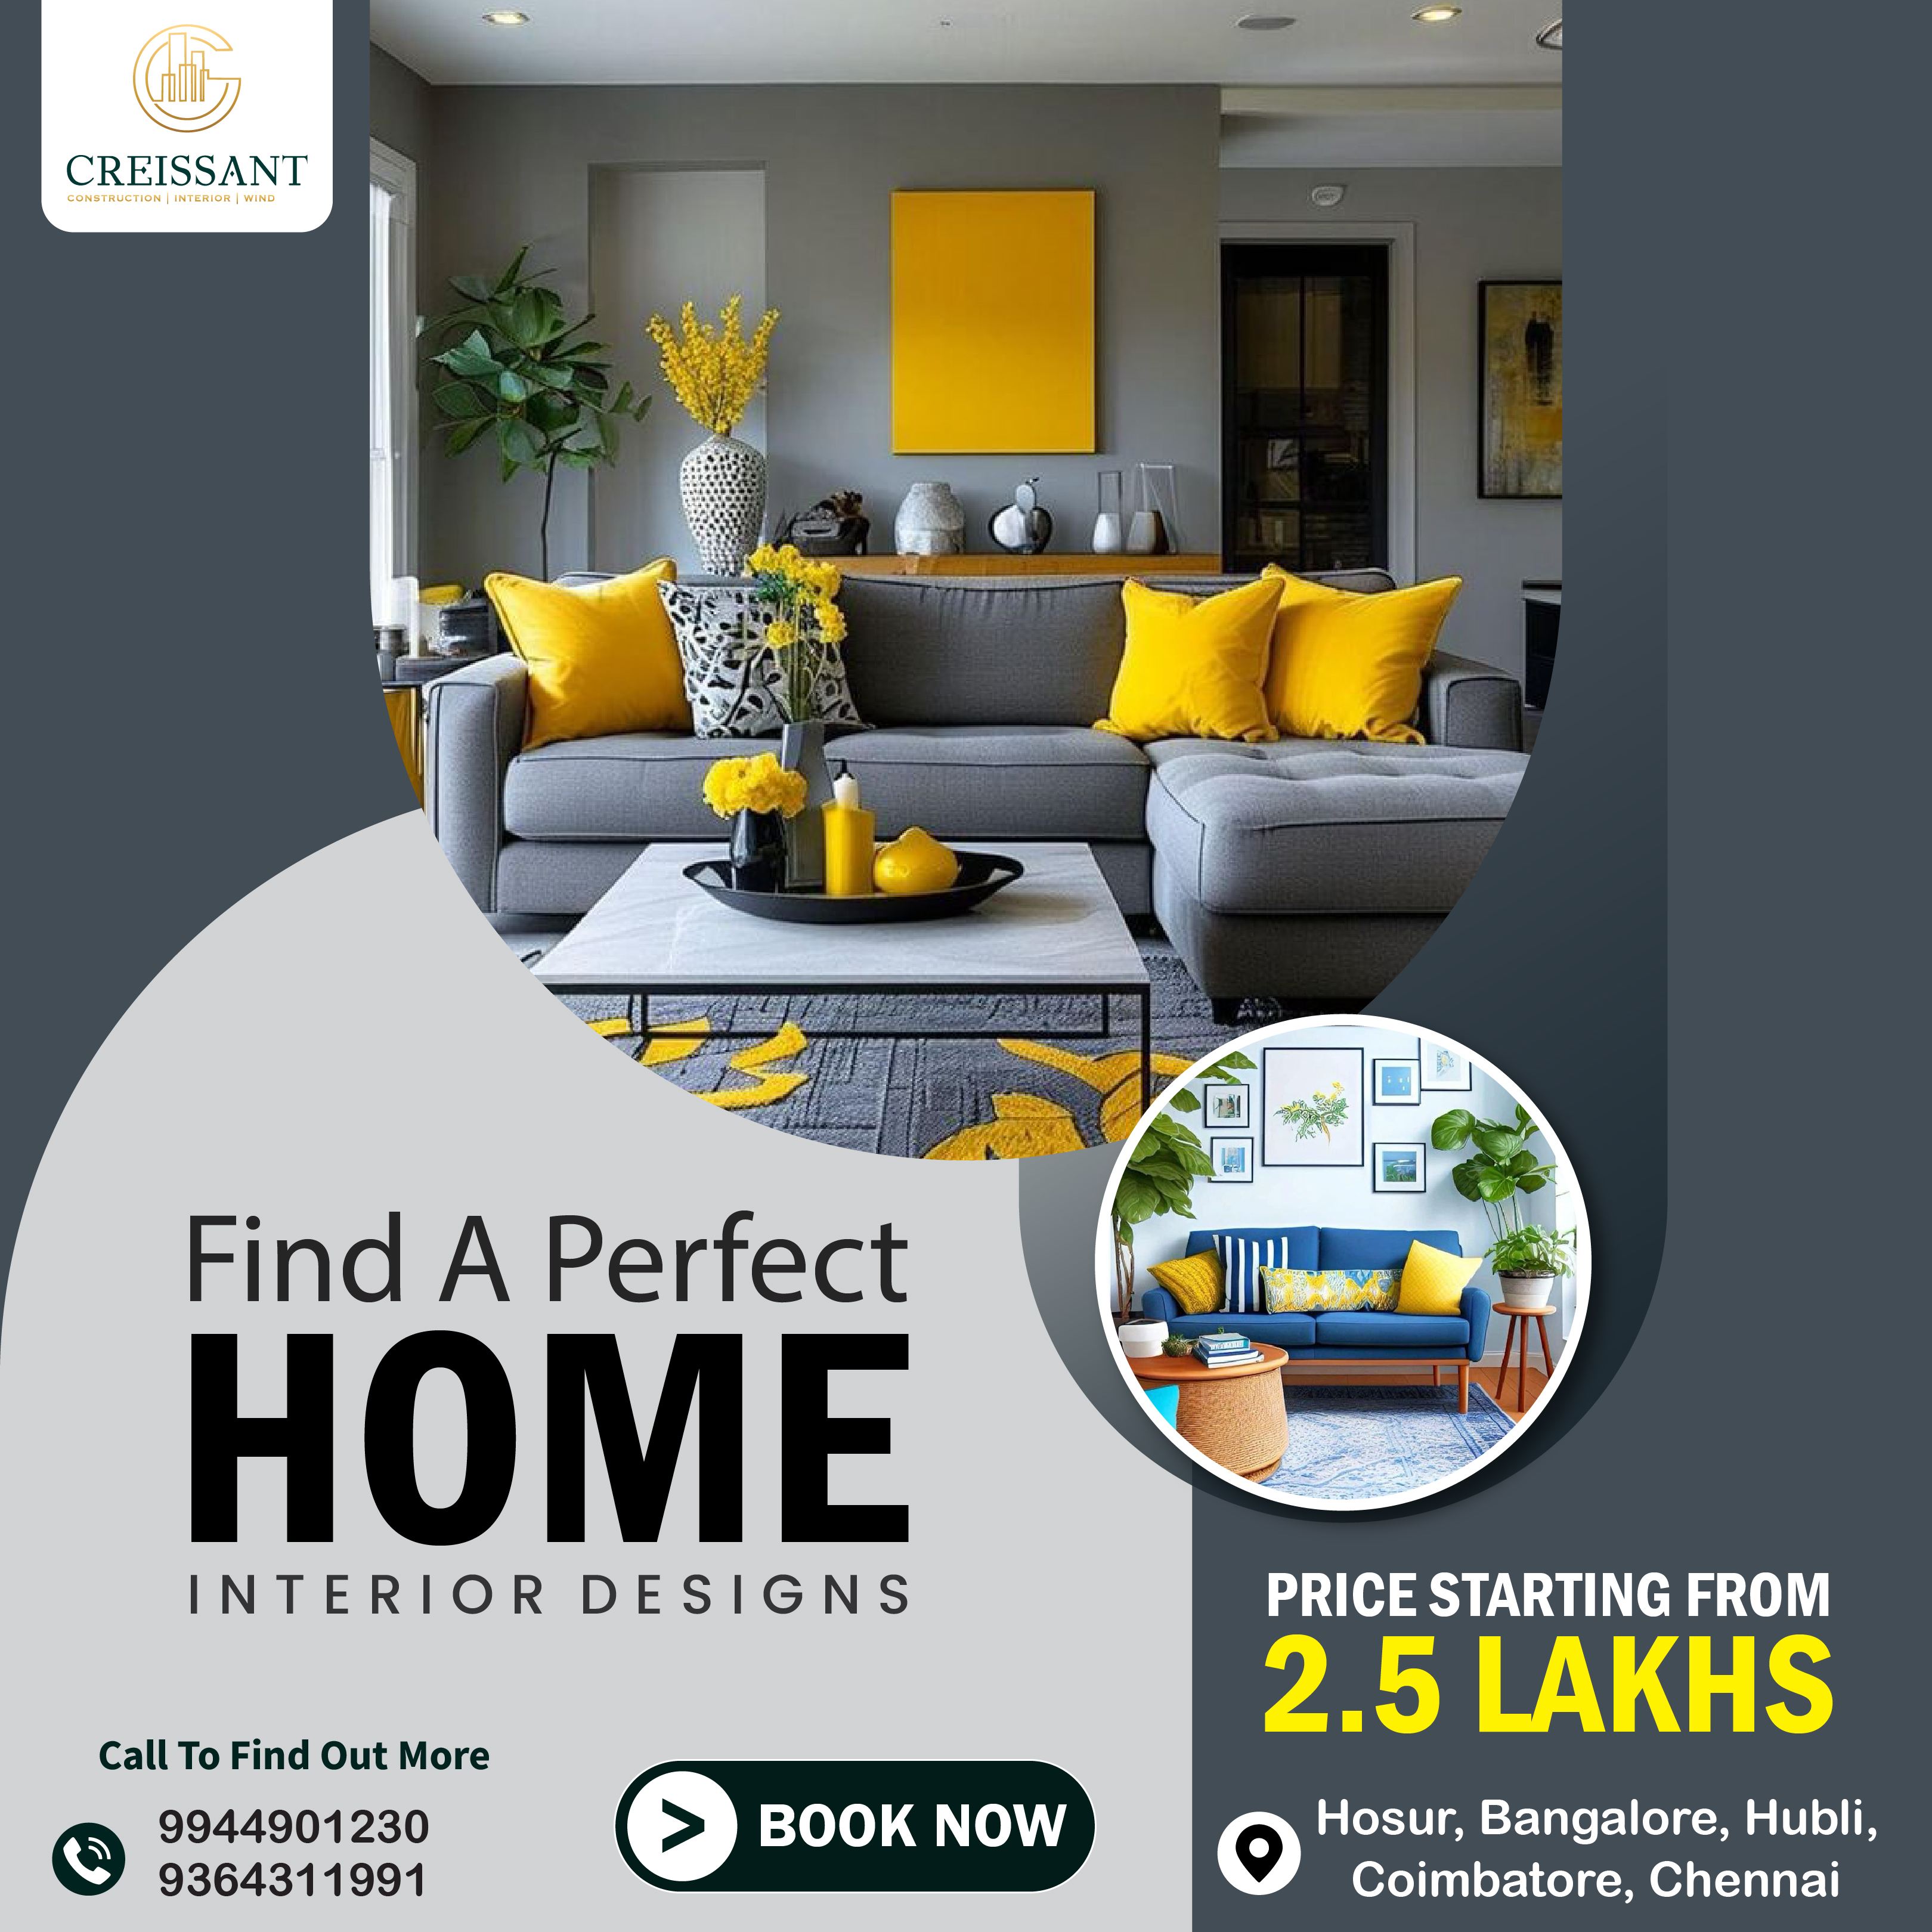 CREISSANT
CONSTRUCTION | INTERIOR | WIND
Find A Perfect
HOME
INTERIOR DESIGNS
PRICE STARTING FROM
2.5 LAKHS
Call To Find Out More
9944901230
9364311991
> BOOK NOW
Hosur, Bangalore, Hubli,
Coimbatore, Chennai